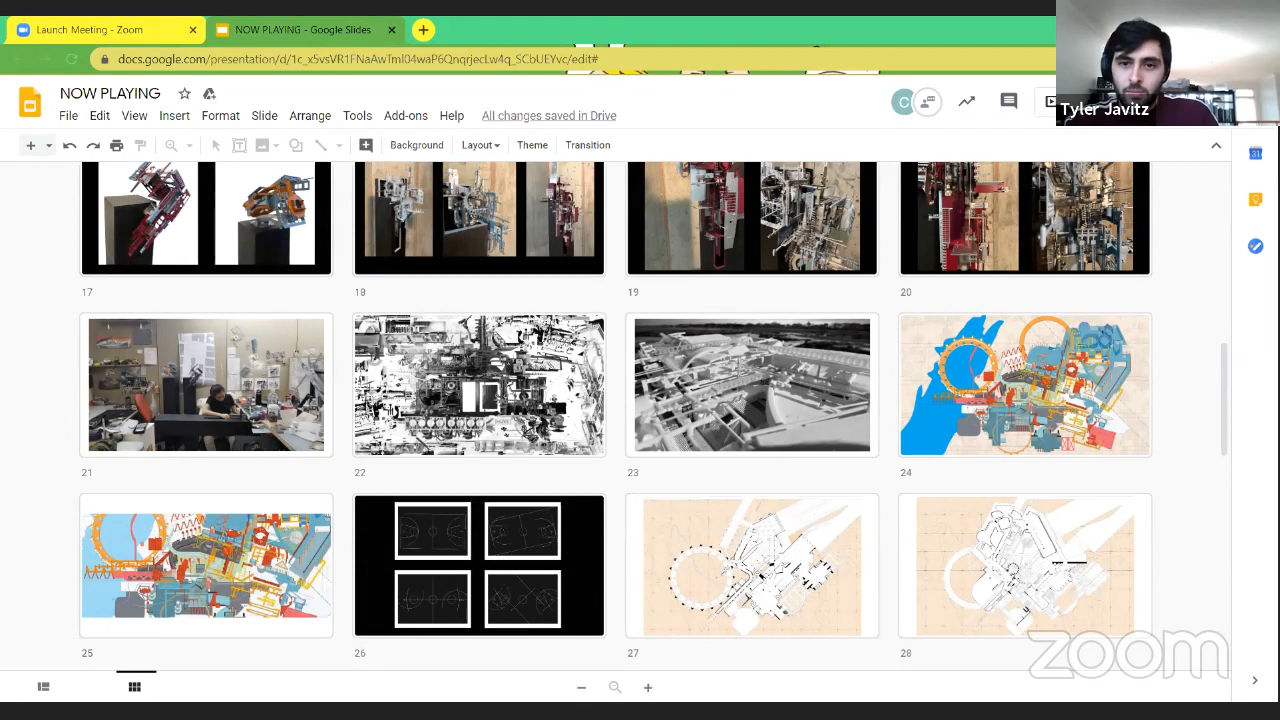 Launch Meeting - Zoom
NOW PLAYING - Google Slides
docs.google.com/presentation/d/1c_x5vsVR1FNaAwTml04waP6QnqrjecLw4q_SCbUEYvc/edit#
NOW PLAYING
File Edit View Insert Format Slide Arrange Tools Add-ons Help All changes saved in Drive
C
Tyler Javitz
Background Layout Theme Transition
31
17 18 19 20
21 22 23 24
25 26 27 28
zoom